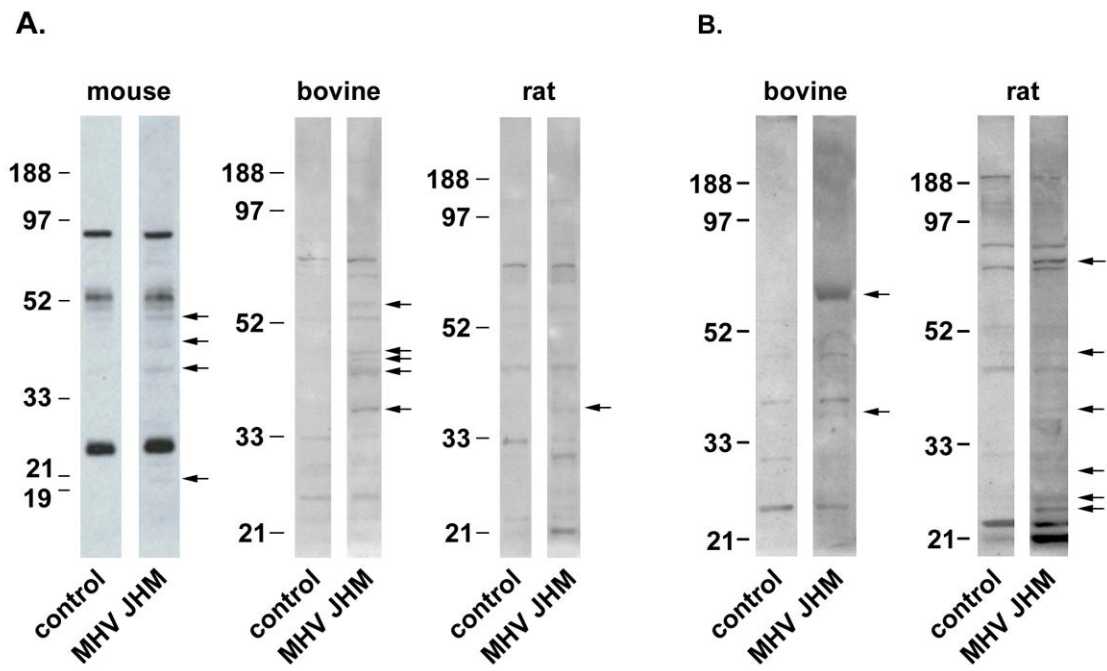 A.
B.
mouse
bovine
rat
bovine
rat
188
97
52
33
21
19
188
97
52
33
21
188
97
52
33
21
188
97
52
33
21
188
97
52
33
21
control
MHV JHM
control
MHV JHM
control
MHV JHM
control
MHV JHM
control
MHV JHM